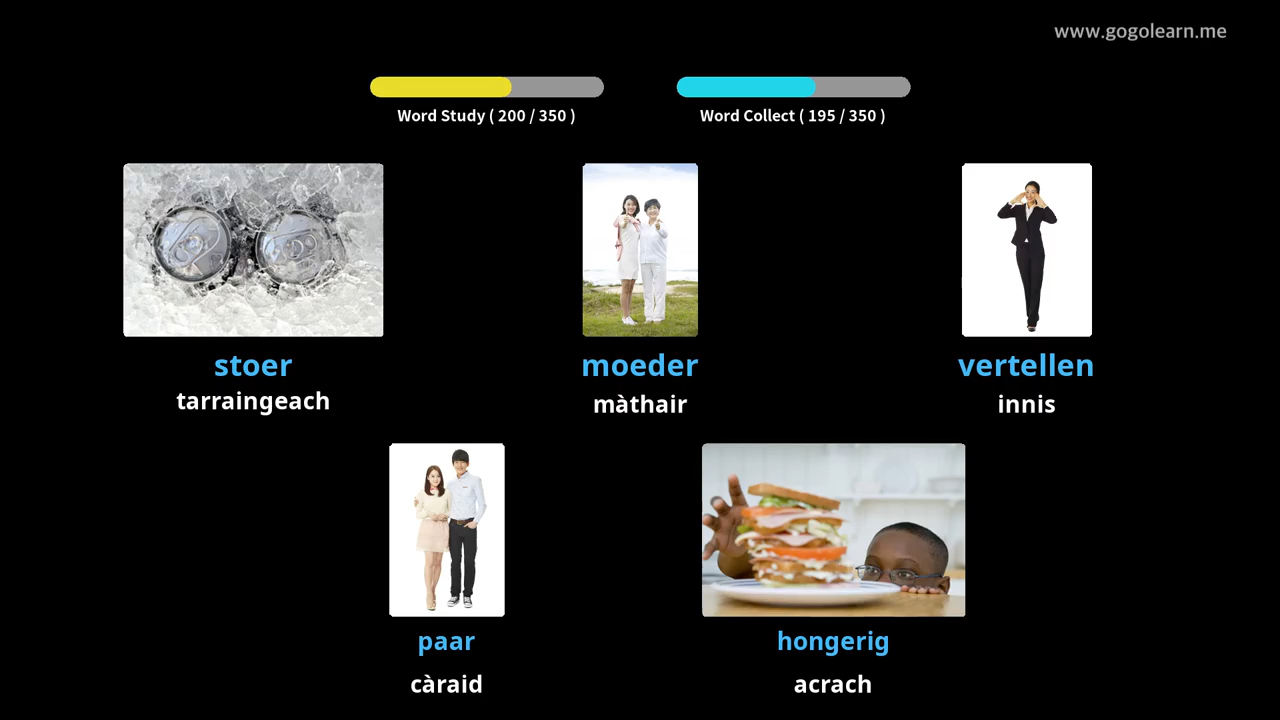 www.gogolearn.me
Word Study ( 200 / 350 )
Word Collect ( 195 / 350 )
stoer
tarraingeach
moeder
màthair
vertellen
innis
paar
càraid
hongerig
acrach